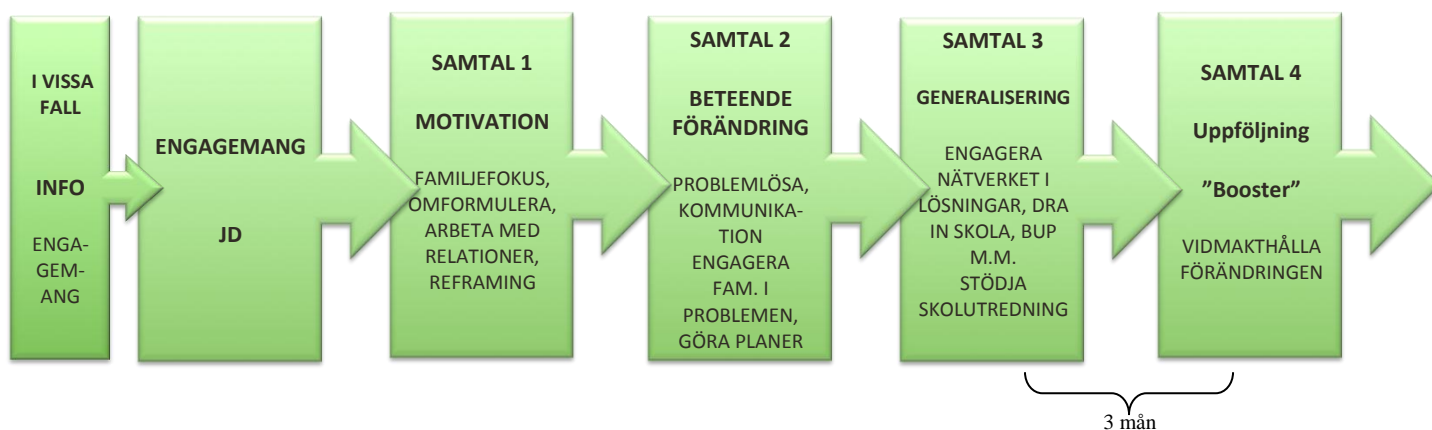 I VISSA
FALL
INFO
ENGA-
GEM-
ANG
ENGAGEMANG
JD
SAMTAL 1
MOTIVATION
FAMILJEFOKUS,
OMFORMULERA,
ARBETA MED
RELATIONER,
REFRAMING
SAMTAL 2
BETEENDE
FÖRÄNDRING
PROBLEMLÖSA,
KOMMUNIKA-
TION
ENGAGERA
FAM. I
PROBLEMEN,
GÖRA PLANER
SAMTAL 3
GENERALISERING
ENGAGERA
NÄTVERKET I
LÖSNINGAR, DRA
IN SKOLA, BUP
M.M.
STÖDJA
SKOLUTREDNING
SAMTAL 4
Uppföljning
”Booster”
VIDMAKTHÅLLA
FÖRÄNDRINGEN
3 mån